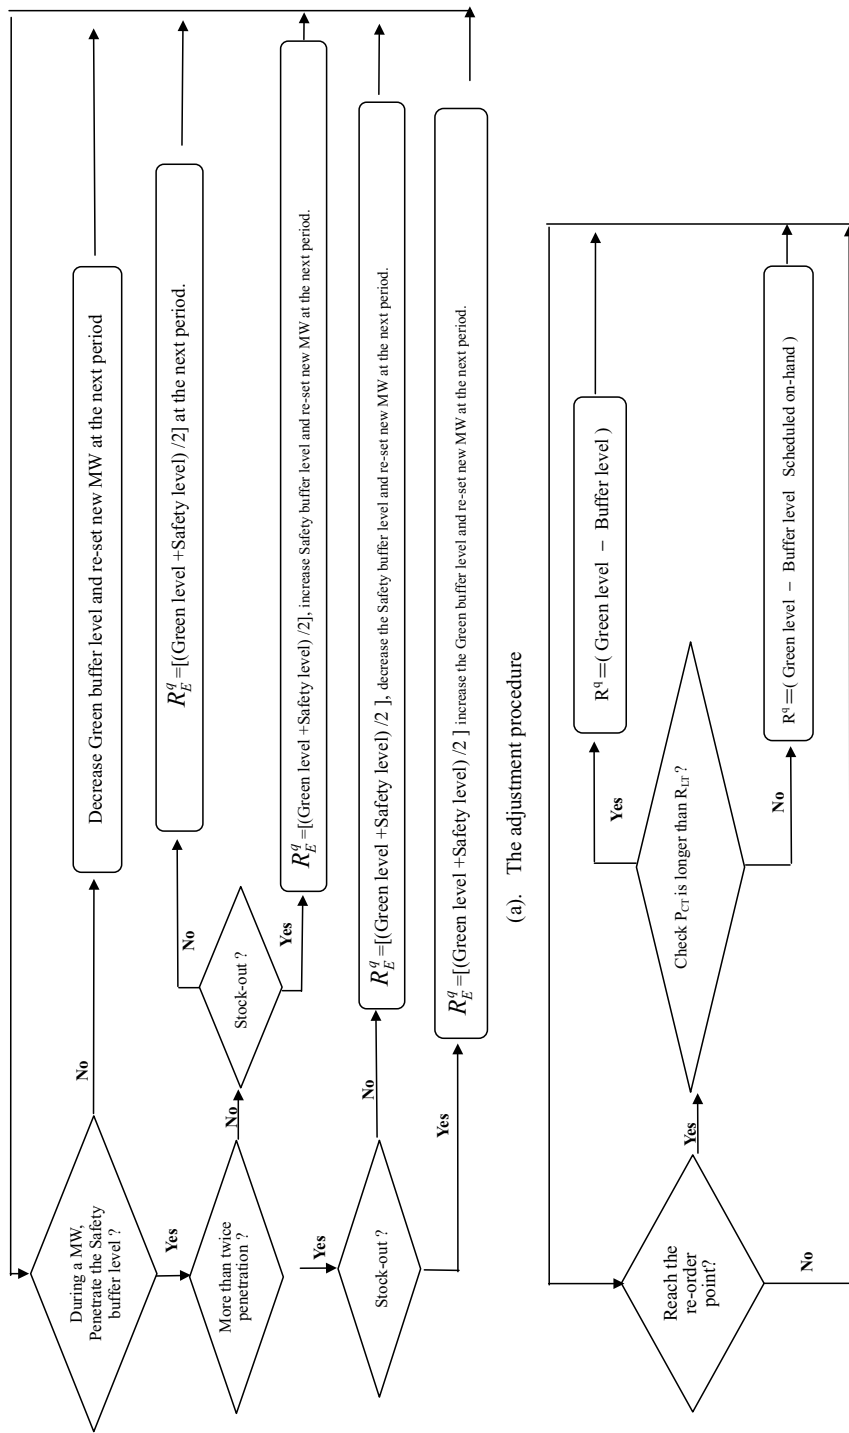 During a MW,
Penetrate the Safety
buffer level ?
No
Decrease Green buffer level and re-set new MW at the next period
Yes
More than twice
penetration ?
No
Stock-out ?
No
R_E^q =[(Green level +Safety level) /2] at the next period.
Yes
R_E^q =[(Green level +Safety level) /2], increase Safety buffer level and re-set new MW at the next period.
Yes
Stock-out ?
No
R_E^q =[(Green level +Safety level) /2 ], decrease the Safety buffer level and re-set new MW at the next period.
Yes
R_E^q =[(Green level +Safety level) /2 ] increase the Green buffer level and re-set new MW at the next period.
(a). The adjustment procedure
Reach the
re-order
point?
Yes
Check P_CT is longer than R_LT ?
Yes
R^q =( Green level − Buffer level )
No
R^q =( Green level − Buffer level Scheduled on-hand )
No